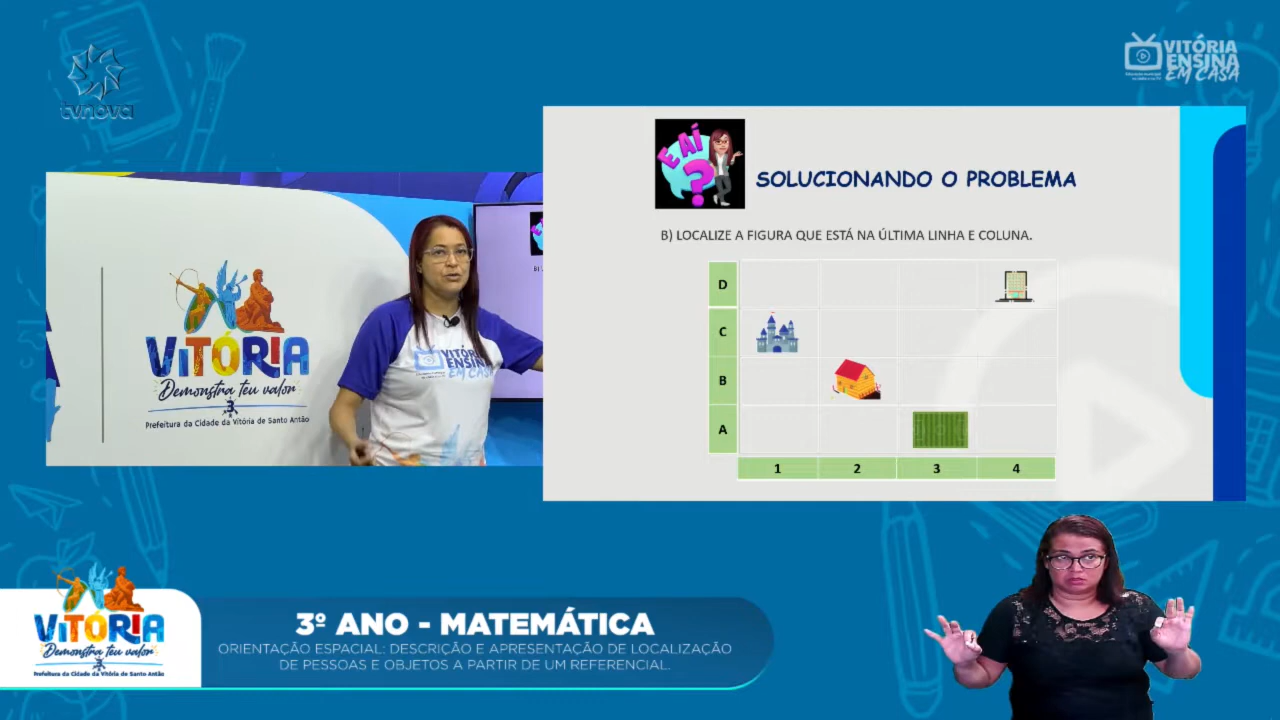 tvnova
VITÓRIA
ENSINA
EM CASA
E AÍ
?
SOLUCIONANDO O PROBLEMA
B) LOCALIZE A FIGURA QUE ESTÁ NA ÚLTIMA LINHA E COLUNA.
D
C
B
A
1 2 3 4
VITÓRIA
Demonstra teu valor
Prefeitura da Cidade da Vitória de Santo Antão
VITÓRIA
ENSINA
EM CASA
3º ANO - MATEMÁTICA
ORIENTAÇÃO ESPACIAL: DESCRIÇÃO E APRESENTAÇÃO DE LOCALIZAÇÃO
DE PESSOAS E OBJETOS A PARTIR DE UM REFERENCIAL.
VITÓRIA
Demonstra teu valor
Prefeitura da Cidade da Vitória de Santo Antão